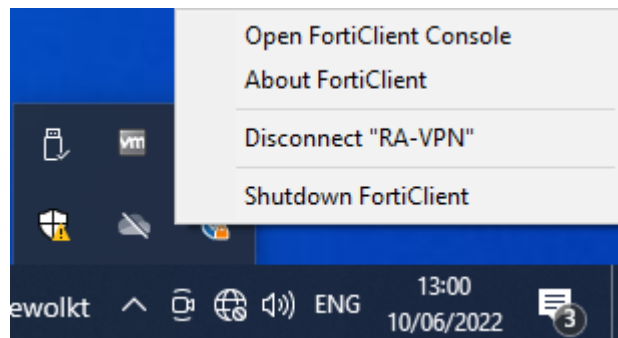 Open FortiClient Console
About FortiClient
Disconnect "RA-VPN"
Shutdown FortiClient
vm
ewolkt
ENG
13:00
10/06/2022
3